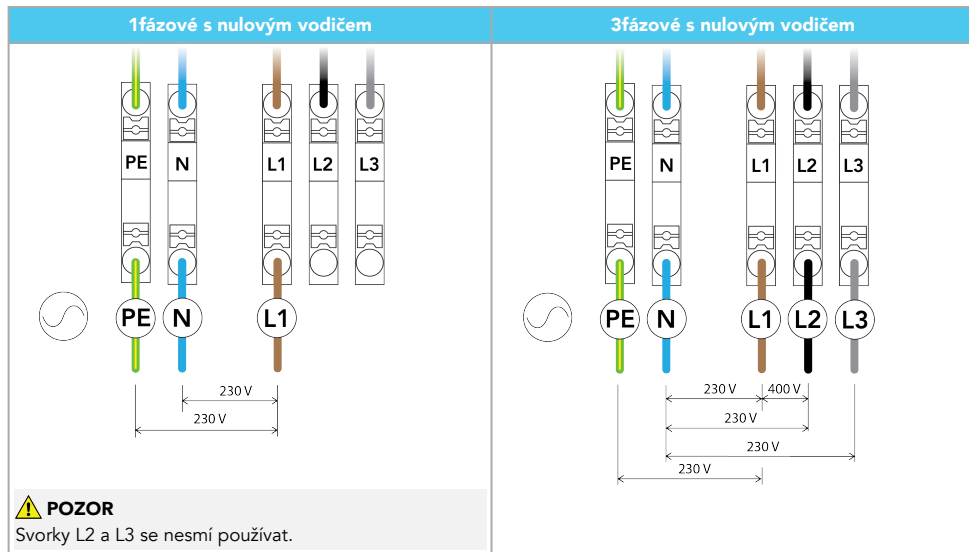 1fázové s nulovým vodičem
PE N L1 L2 L3
PE N L1
230 V
230 V
POZOR
Svorky L2 a L3 se nesmí používat.
3fázové s nulovým vodičem
PE N L1 L2 L3
PE N L1 L2 L3
230 V 400 V
230 V
230 V
230 V